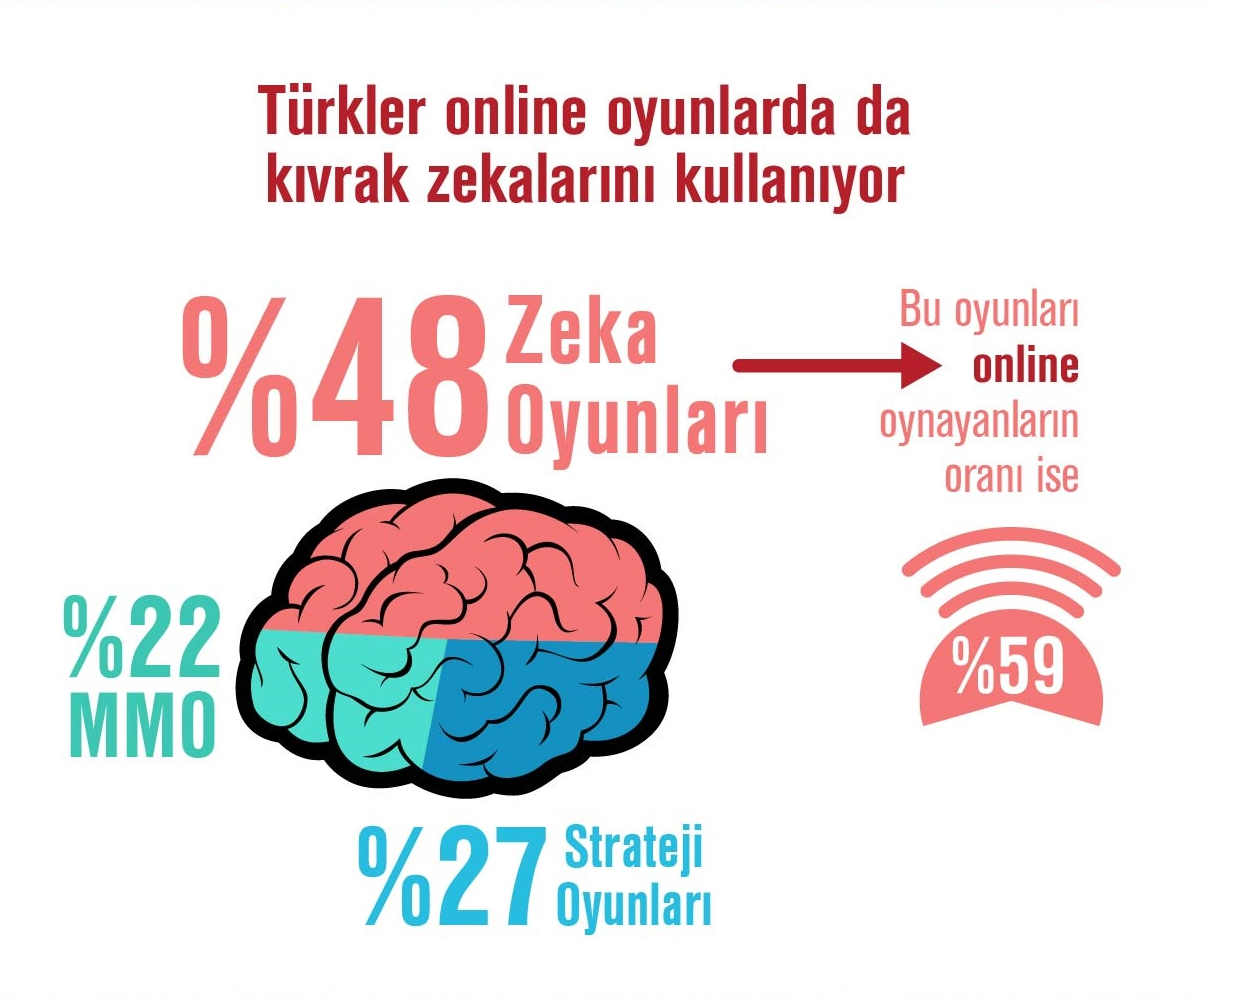 Türkler online oyunlarda da
kıvrak zekalarını kullanıyor
%48 Zeka
Oyunları
Bu oyunları
online
oynayanların
oranı ise
%59
%22
MMO
%27 Strateji
Oyunları